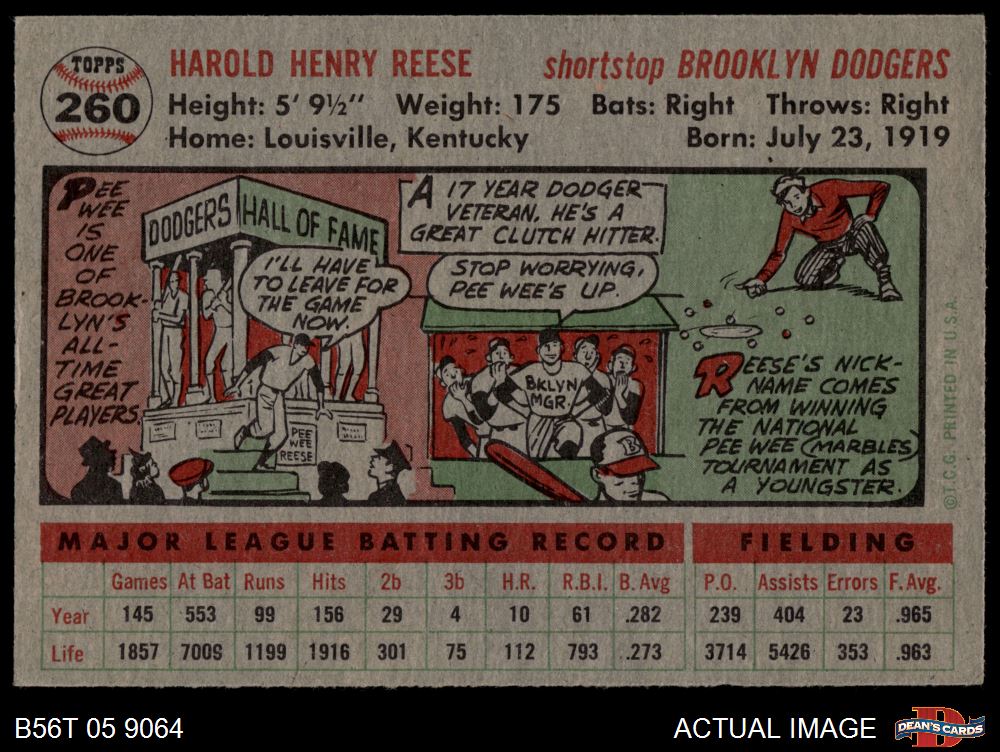 TOPPS
260
HAROLD HENRY REESE shortstop BROOKLYN DODGERS
Height: 5' 9½" Weight: 175 Bats: Right Throws: Right
Home: Louisville, Kentucky Born: July 23, 1919
PEE
WEE
IS
ONE
OF
BROOK-
LYN'S
ALL-
TIME
GREAT
PLAYERS.
DODGERS HALL OF FAME
I'LL HAVE
TO LEAVE FOR
THE GAME
NOW.
PEE
WEE
REESE
A 17 YEAR DODGER
VETERAN, HE'S A
GREAT CLUTCH HITTER.
STOP WORRYING,
PEE WEE'S UP.
BKLYN
MGR.
B
REESE'S NICK-
NAME COMES
FROM WINNING
THE NATIONAL
PEE WEE (MARBLES)
TOURNAMENT AS
A YOUNGSTER.
© T.C.G. PRINTED IN U.S.A.
MAJOR LEAGUE BATTING RECORD FIELDING
Games At Bat Runs Hits 2b 3b H.R. R.B.I. B. Avg P.O. Assists Errors F. Avg.
Year 145 553 99 156 29 4 10 61 .282 239 404 23 .965
Life 1857 7009 1199 1916 301 75 112 793 .273 3714 5426 353 .963
B56T 05 9064 ACTUAL IMAGE DEAN'S CARDS